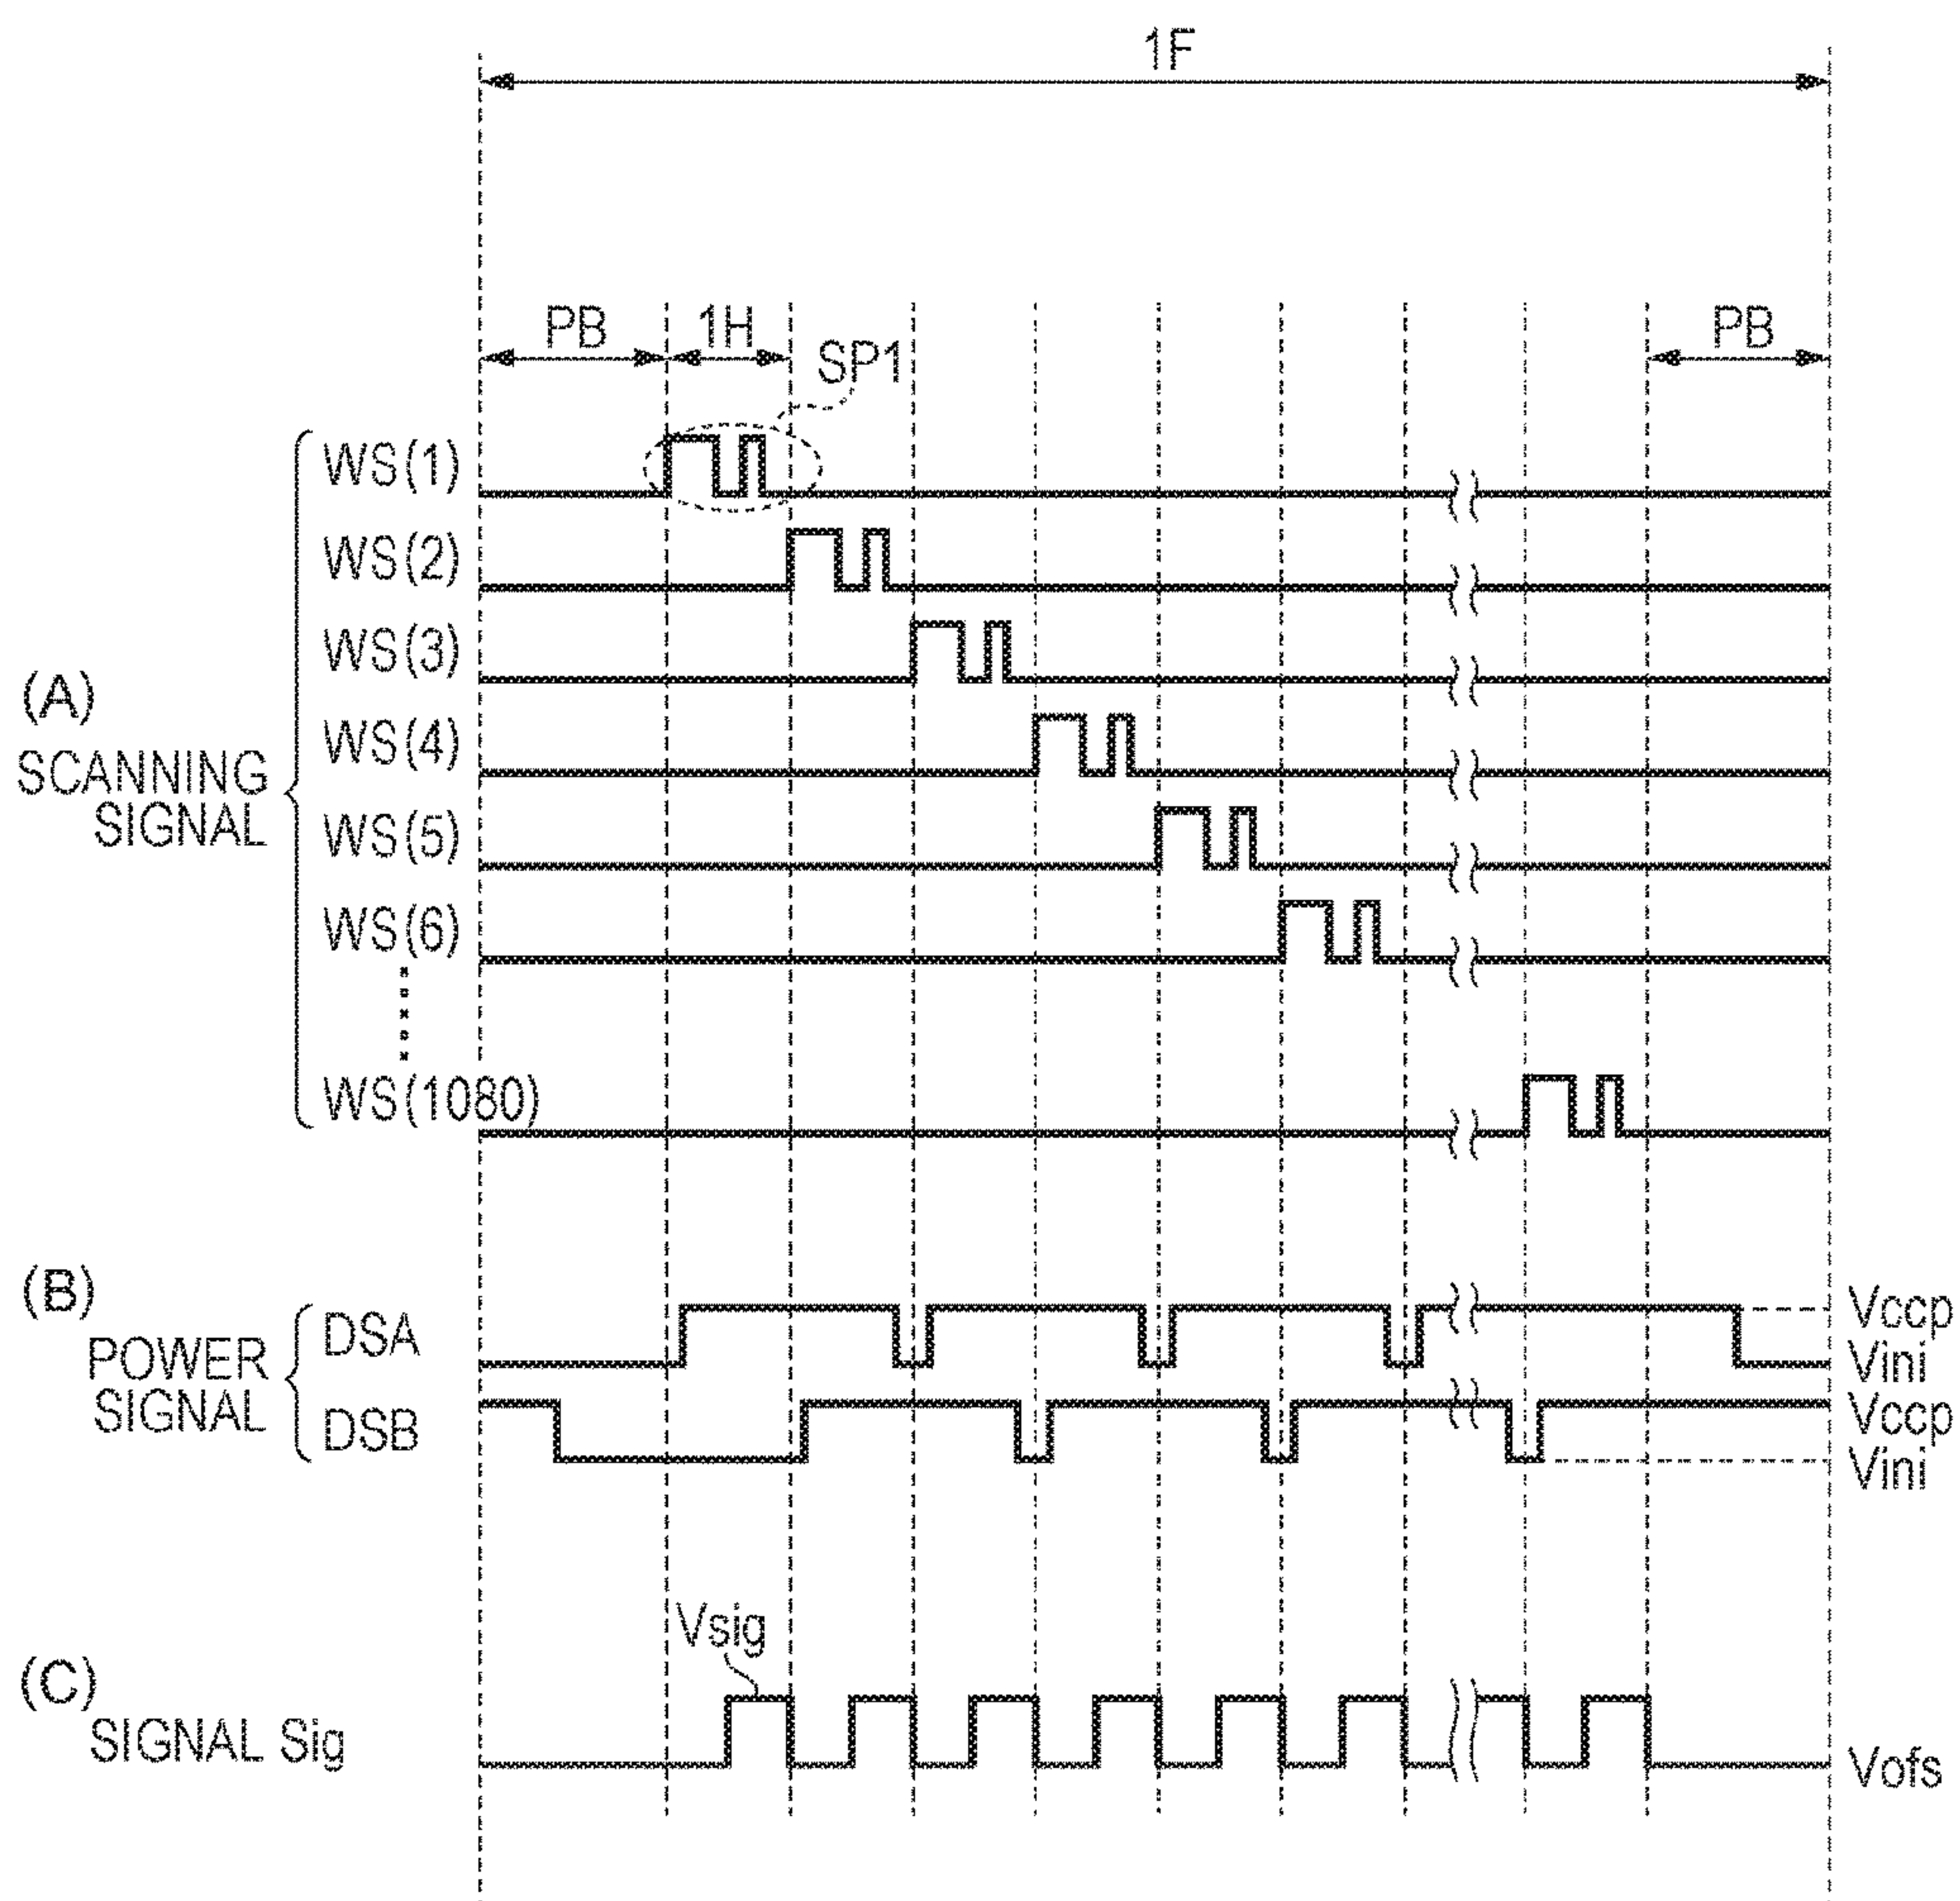 1F
PB
1H
SP1
PB
(A)
SCANNING
SIGNAL
WS(1)
WS(2)
WS(3)
WS(4)
WS(5)
WS(6)
WS(1080)
(B)
POWER
SIGNAL
DSA
DSB
Vccp
Vini
Vccp
Vini
Vsig
(C)
SIGNAL Sig
Vofs